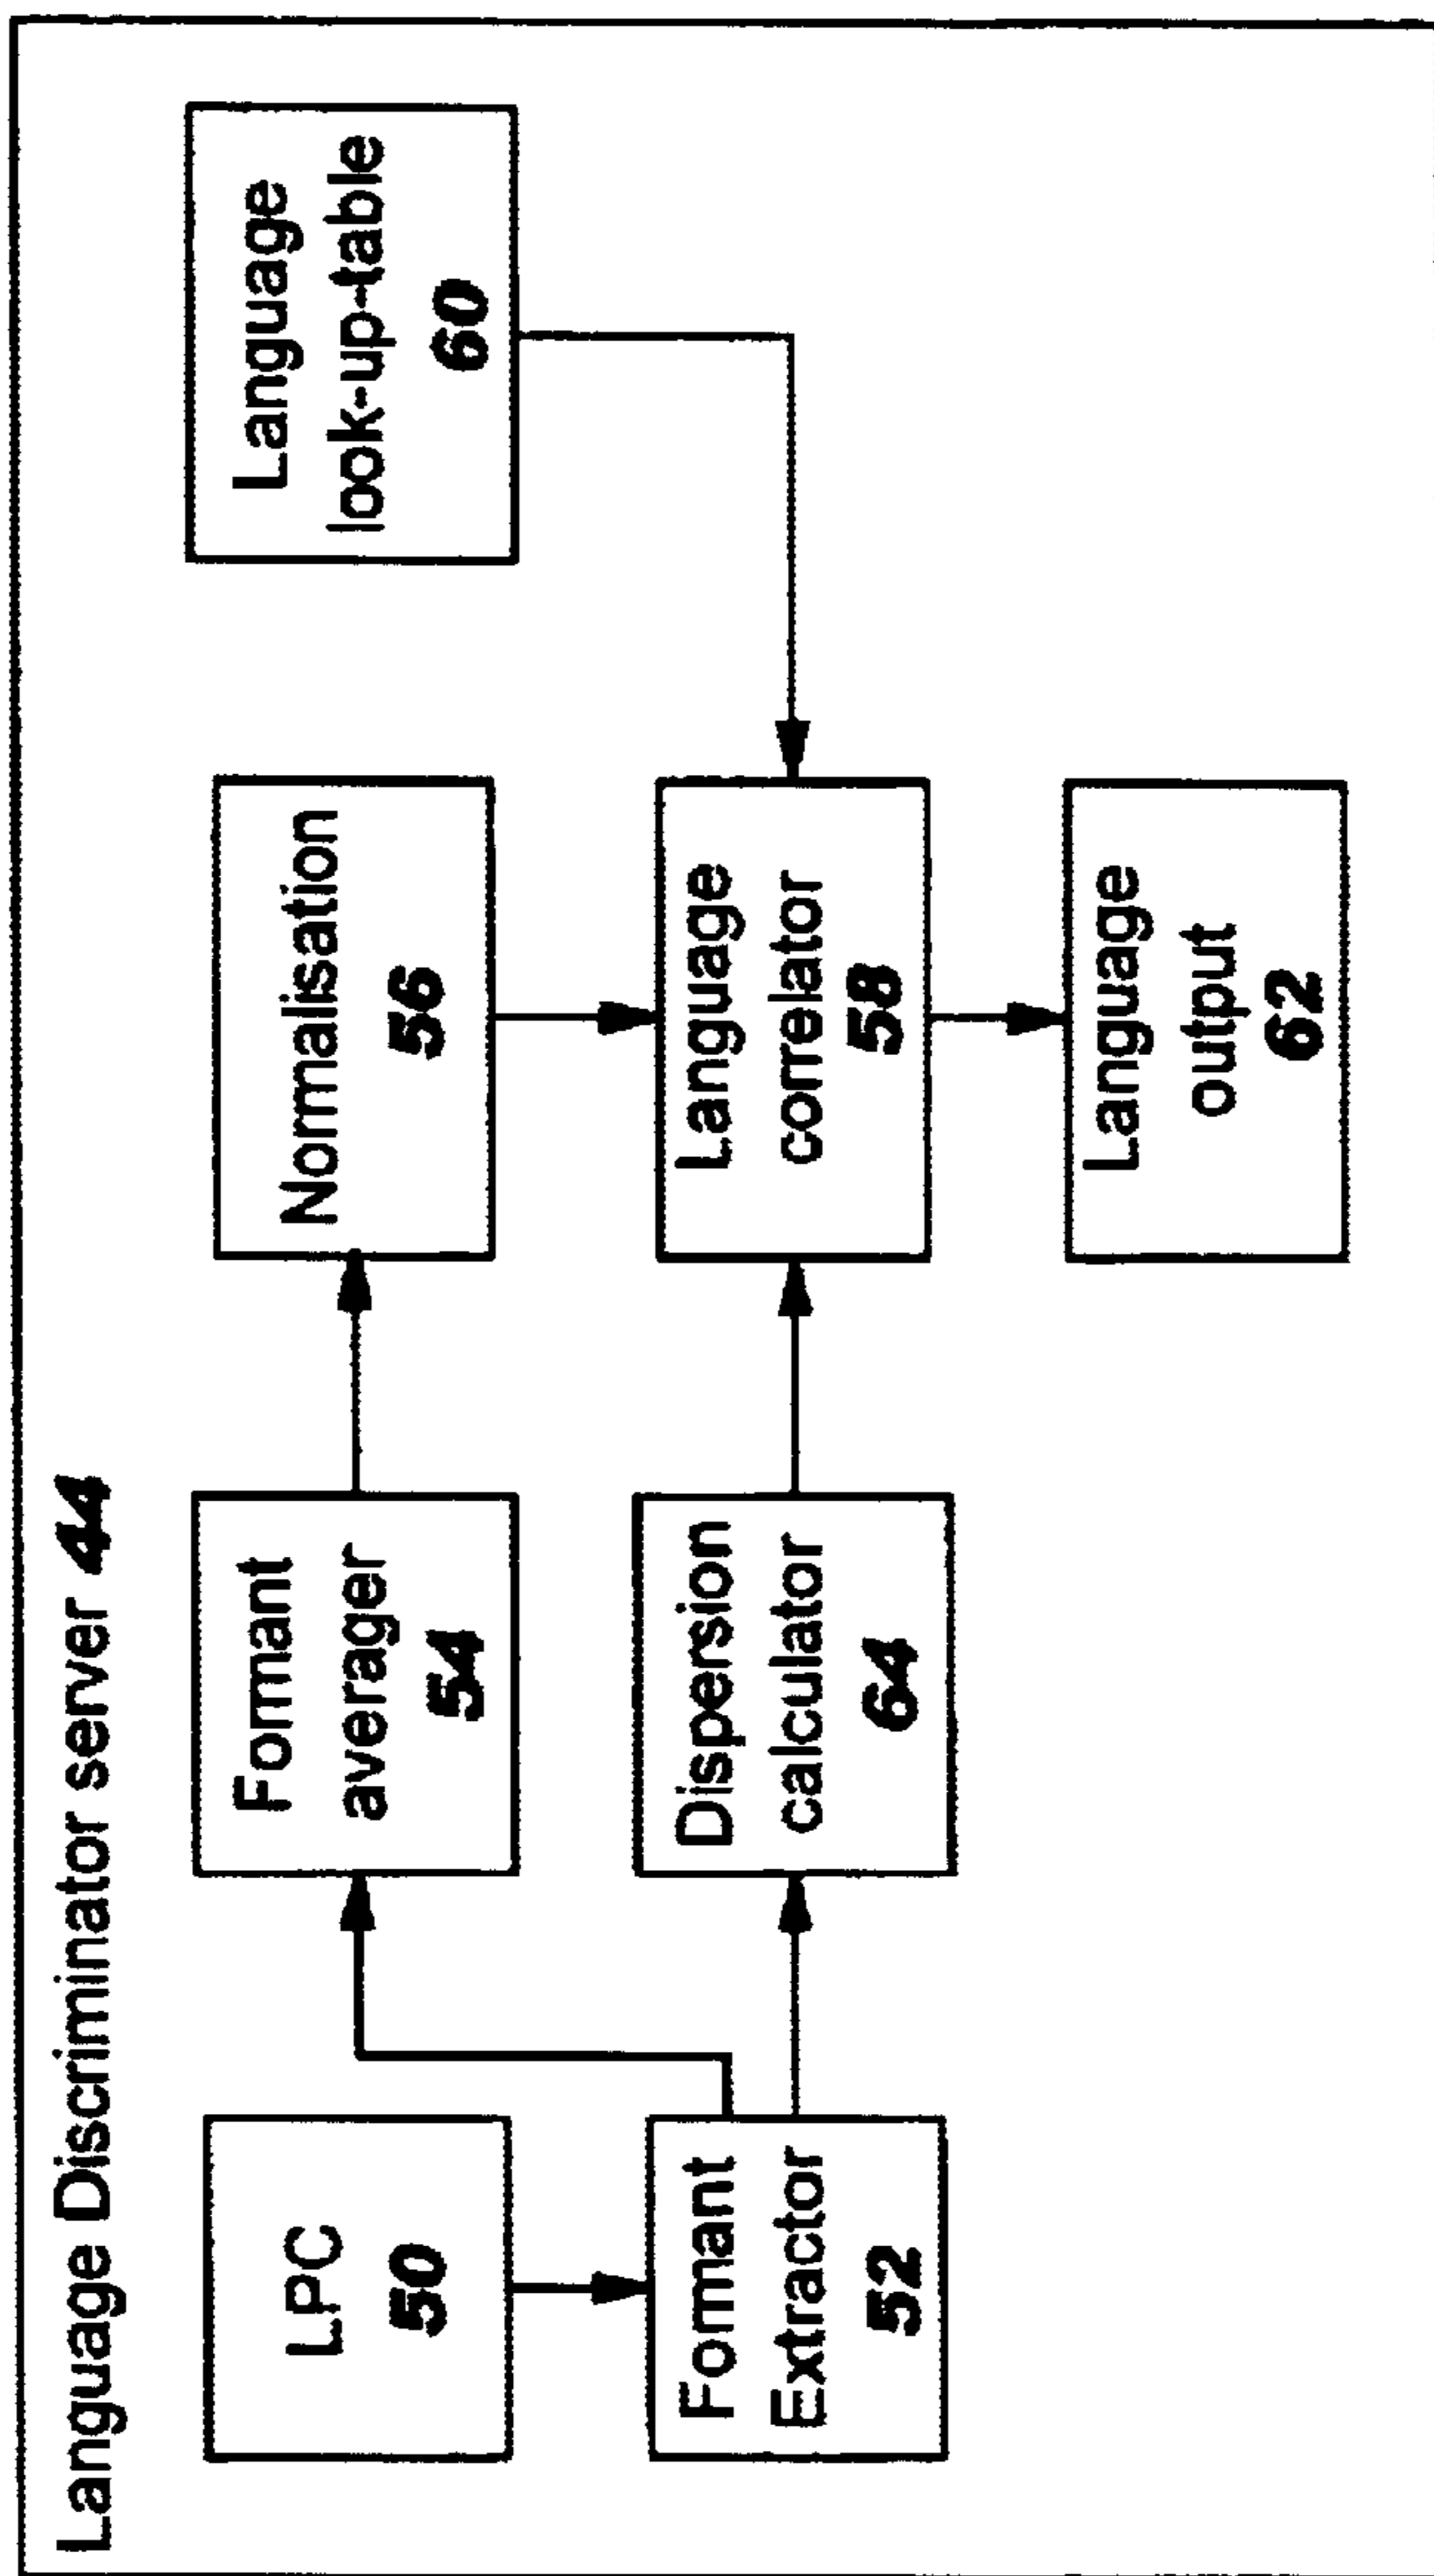 Language Discriminator server 44
LPC
50
Formant
Extractor
52
Formant
averager
54
Dispersion
calculator
64
Normalisation
56
Language
correlator
58
Language
output
62
Language
look-up-table
60